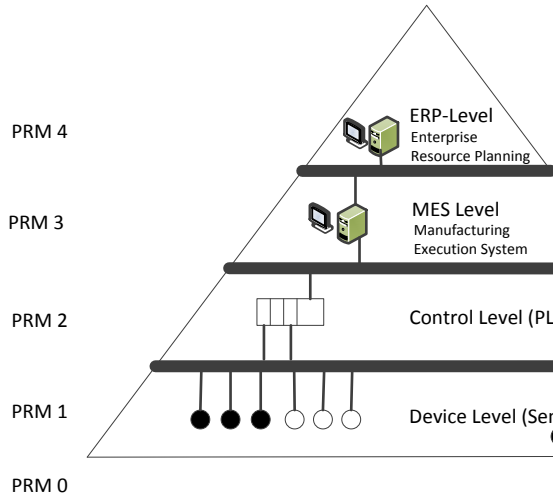 PRM 4
ERP-Level
Enterprise
Resource Planning
PRM 3
MES Level
Manufacturing
Execution System
PRM 2
Control Level (PL
PRM 1
Device Level (Sen
PRM 0